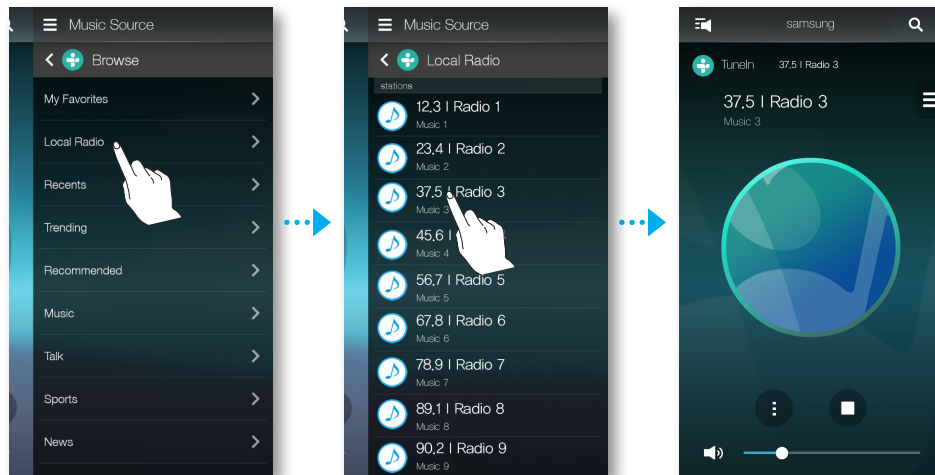 Music Source
Browse
My Favorites
Local Radio
Recents
Trending
Recommended
Music
Talk
Sports
News
Music Source
Local Radio
stations
12,3 I Radio 1
Music 1
23,4 I Radio 2
Music 2
37,5 I Radio 3
Music 3
45,6 I
Music 4
56,7 I Radio 5
Music 5
67,8 I Radio 6
Music 6
78,9 I Radio 7
Music 7
89,1 I Radio 8
Music 8
90,2 I Radio 9
Music 9
samsung
TuneIn 37,5 I Radio 3
37,5 I Radio 3
Music 3